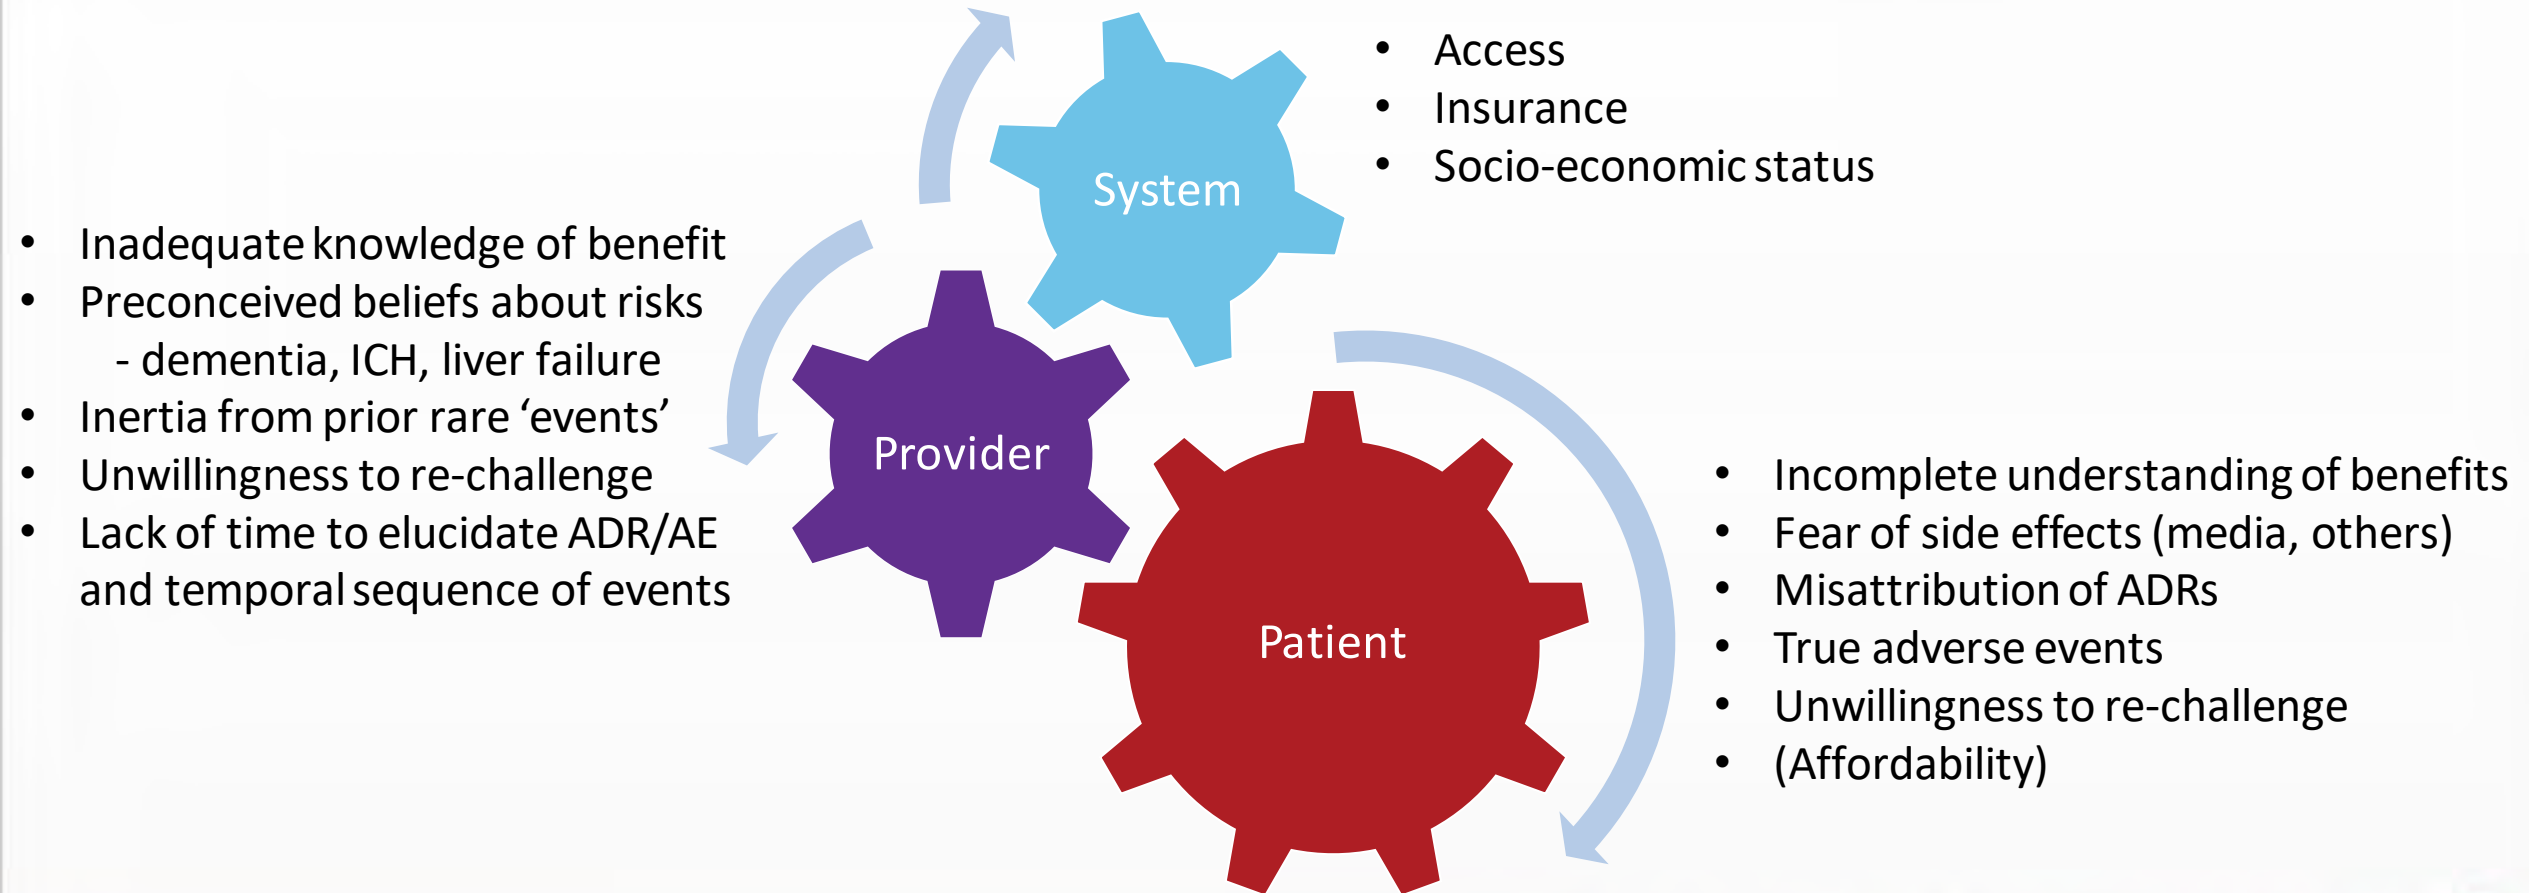 • Access
• Insurance
• Socio-economic status
System
• Inadequate knowledge of benefit
• Preconceived beliefs about risks
- dementia, ICH, liver failure
• Inertia from prior rare ‘events’
• Unwillingness to re-challenge
• Lack of time to elucidate ADR/AE
and temporal sequence of events
Provider
Patient
• Incomplete understanding of benefits
• Fear of side effects (media, others)
• Misattribution of ADRs
• True adverse events
• Unwillingness to re-challenge
• (Affordability)